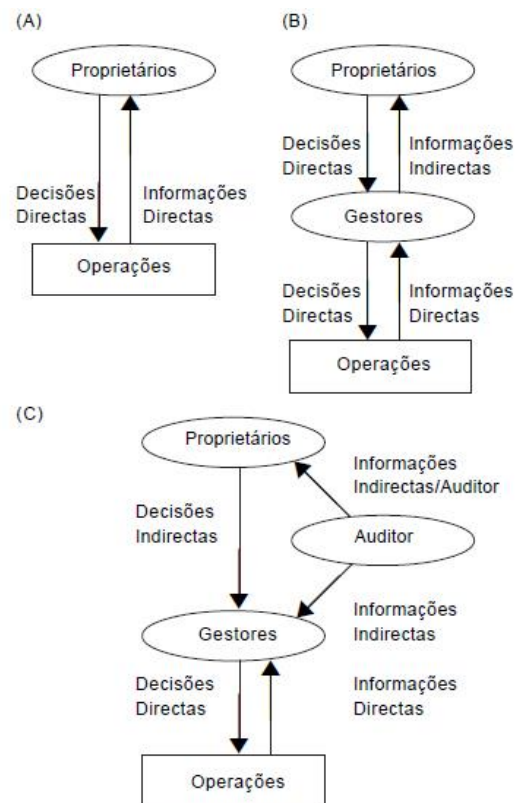 (A)
Proprietários
Decisões
Directas
Informações
Directas
Operações
(B)
Proprietários
Decisões
Directas
Informações
Indirectas
Gestores
Decisões
Directas
Informações
Directas
Operações
(C)
Proprietários
Informações
Indirectas/Auditor
Decisões
Indirectas
Auditor
Gestores
Informações
Indirectas
Decisões
Directas
Informações
Directas
Operações